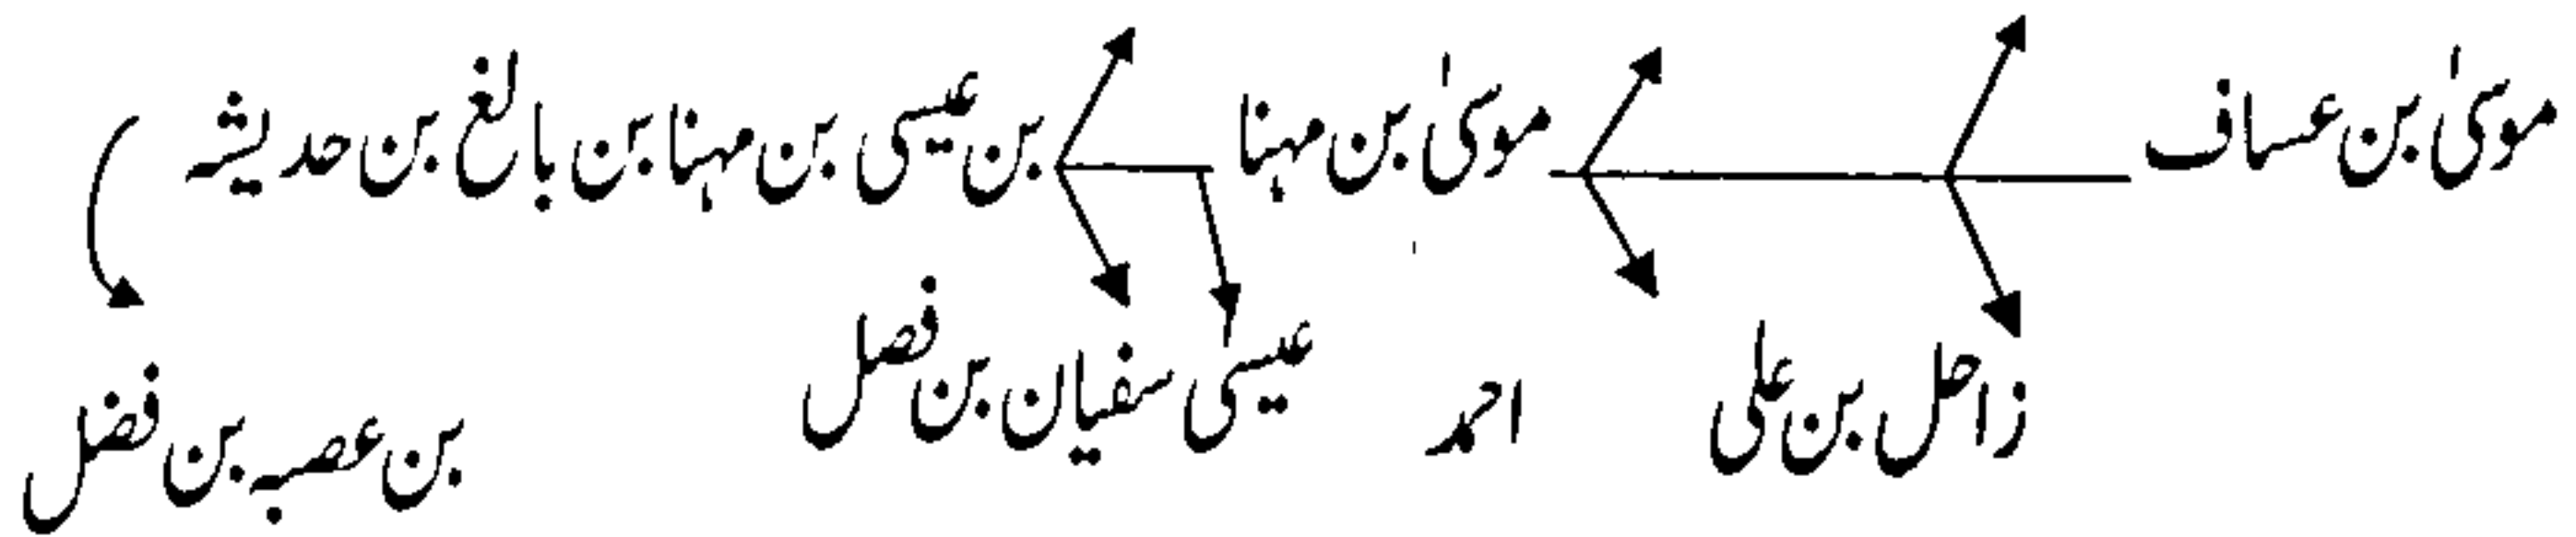 موسیٰ بن عساف موسیٰ بن مہنا بن عیسی بن مہنا بن بالغ بن حدیثہ
زاحل بن علی احمد عیسیٰ سفیان بن فصل
بن عصبہ بن فضل